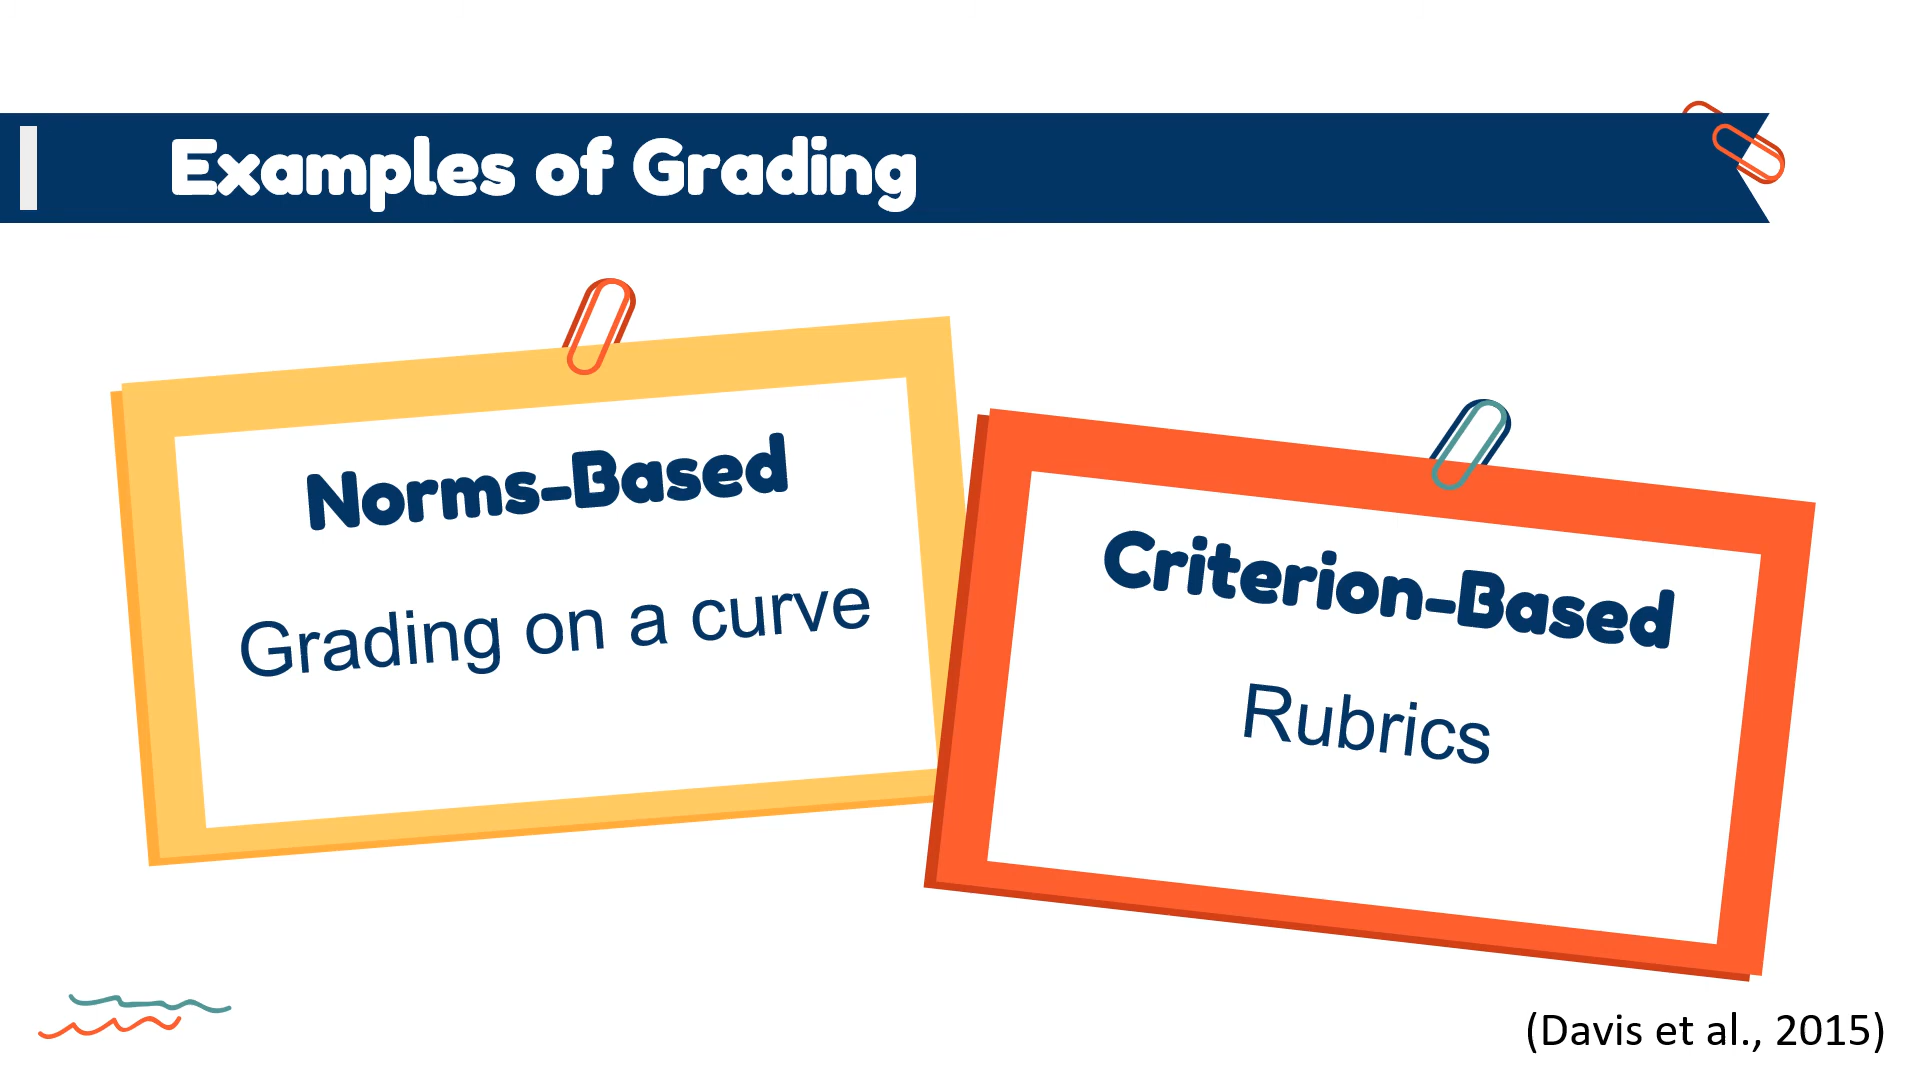 Examples of Grading
Norms-Based
Grading on a curve
Criterion-Based
Rubrics
(Davis et al., 2015)